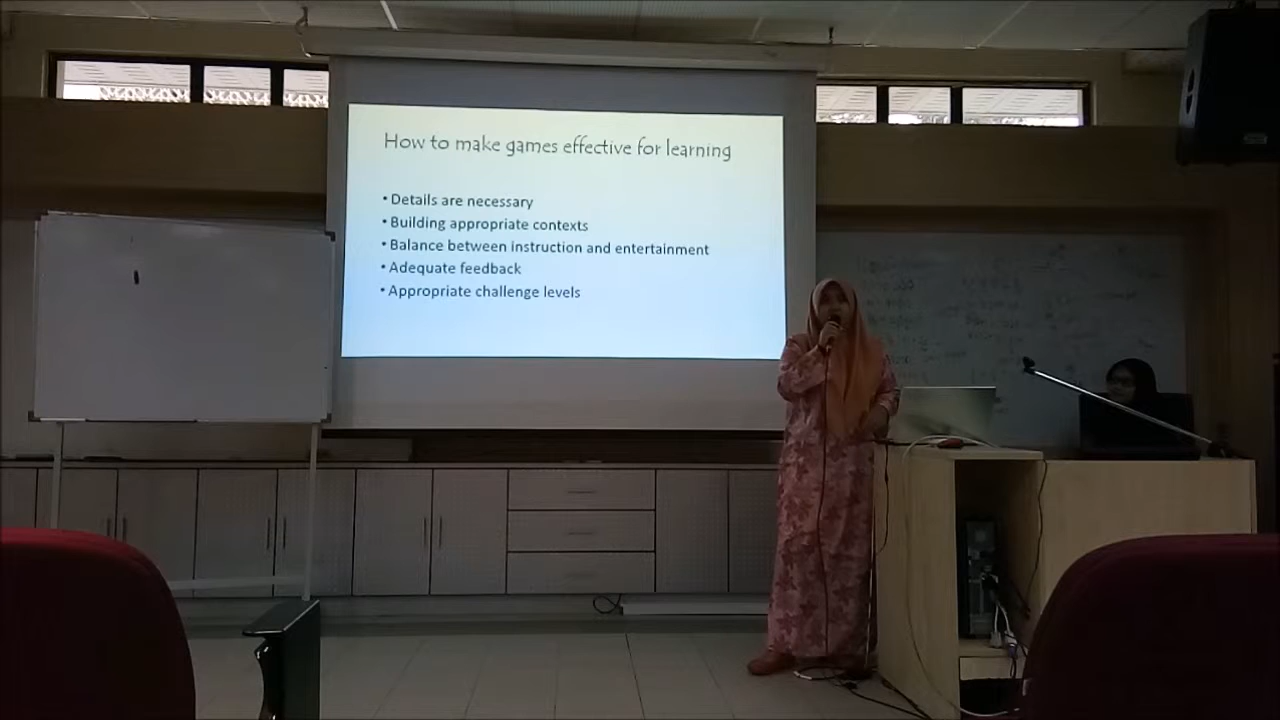 How to make games effective for learning
• Details are necessary
• Building appropriate contexts
• Balance between instruction and entertainment
• Adequate feedback
• Appropriate challenge levels